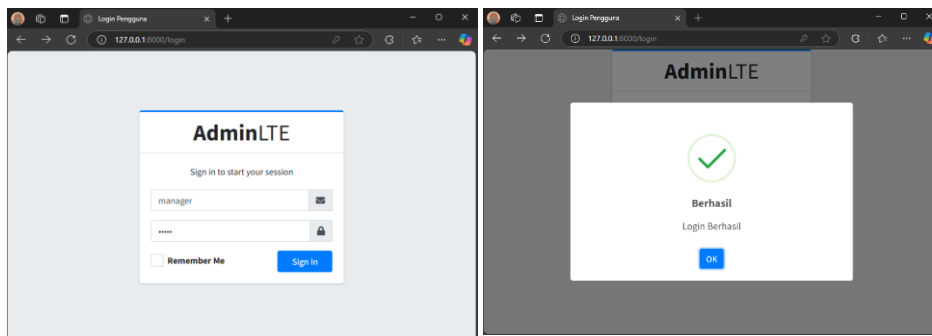 Login Pengguna
127.0.0.1:8000/login
AdminLTE
Sign in to start your session
manager
•••••
Remember Me
Sign In
Login Pengguna
127.0.0.1:8000/login
AdminLTE
Berhasil
Login Berhasil
OK